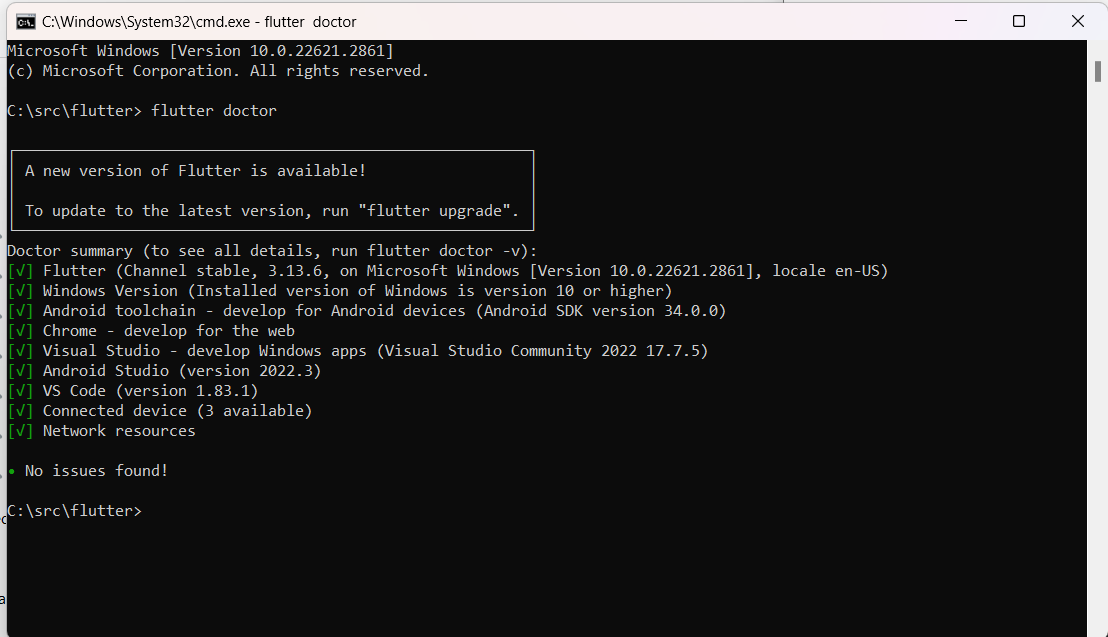 C:\Windows\System32\cmd.exe - flutter  doctor
Microsoft Windows [Version 10.0.22621.2861]
(c) Microsoft Corporation. All rights reserved.
C:\src\flutter> flutter doctor
A new version of Flutter is available!
To update to the latest version, run "flutter upgrade".
Doctor summary (to see all details, run flutter doctor -v):
[√] Flutter (Channel stable, 3.13.6, on Microsoft Windows [Version 10.0.22621.2861], locale en-US)
[√] Windows Version (Installed version of Windows is version 10 or higher)
[√] Android toolchain - develop for Android devices (Android SDK version 34.0.0)
[√] Chrome - develop for the web
[√] Visual Studio - develop Windows apps (Visual Studio Community 2022 17.7.5)
[√] Android Studio (version 2022.3)
[√] VS Code (version 1.83.1)
[√] Connected device (3 available)
[√] Network resources
• No issues found!
C:\src\flutter>